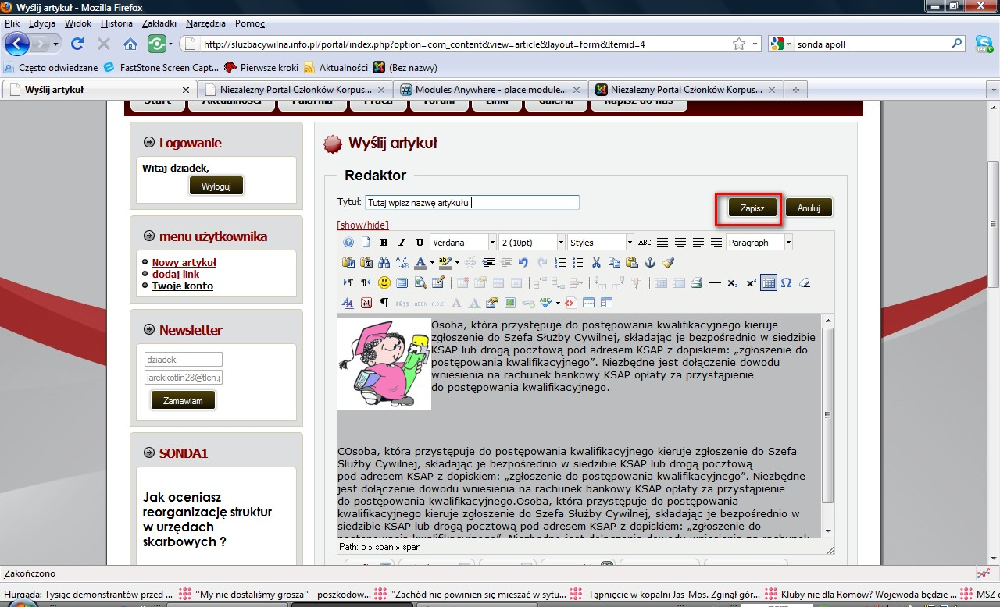 Wyślij artykuł - Mozilla Firefox
Plik Edycja Widok Historia Zakładki Narzędzia Pomoc
http://sluzbacywilna.info.pl/portal/index.php?option=com_content&view=article&layout=form&Itemid=4
sonda apoll
Często odwiedzane FastStone Screen Capt... Pierwsze kroki Aktualności (Bez nazwy)
Wyślij artykuł Niezależny Portal Członków Korpus... Modules Anywhere - place module... Niezależny Portal Członków Korpus...
Start Aktualności Palarnia Praca Forum Linki Galeria Napisz do nas
Logowanie
Witaj dziadek,
Wyloguj
menu użytkownika
Nowy artykuł
dodaj link
Twoje konto
Newsletter
dziadek
jarekkotlin28@tlen.p
Zamawiam
SONDA1
Jak oceniasz
reorganizację struktur
w urzędach
skarbowych ?
Wyślij artykuł
Redaktor
Tytuł: Tutaj wpisz nazwę artykułu
Zapisz Anuluj
[show/hide]
B I U Verdana 2 (10pt) Styles ABC Paragraph
Osoba, która przystępuje do postępowania kwalifikacyjnego kieruje
zgłoszenie do Szefa Służby Cywilnej, składając je bezpośrednio w siedzibie
KSAP lub drogą pocztową pod adresem KSAP z dopiskiem: „zgłoszenie do
postępowania kwalifikacyjnego”. Niezbędne jest dołączenie dowodu
wniesienia na rachunek bankowy KSAP opłaty za przystąpienie
do postępowania kwalifikacyjnego.
COsoba, która przystępuje do postępowania kwalifikacyjnego kieruje zgłoszenie do Szefa
Służby Cywilnej, składając je bezpośrednio w siedzibie KSAP lub drogą pocztową
pod adresem KSAP z dopiskiem: „zgłoszenie do postępowania kwalifikacyjnego”. Niezbędne
jest dołączenie dowodu wniesienia na rachunek bankowy KSAP opłaty za przystąpienie
do postępowania kwalifikacyjnego.Osoba, która przystępuje do postępowania
kwalifikacyjnego kieruje zgłoszenie do Szefa Służby Cywilnej, składając je bezpośrednio w
siedzibie KSAP lub drogą pocztową pod adresem KSAP z dopiskiem: „zgłoszenie do
postępowania kwalifikacyjnego”. Niezbędne jest dołączenie dowodu wniesienia na rachunek
Path: p » span » span
Zakończono
Hurgada: Tysiąc demonstrantów przed ... "My nie dostaliśmy grosza" - poszkodow... "Zachód nie powinien się mieszać w sytu... Tąpnięcie w kopalni Jas-Mos. Zginął gór... Kluby nie dla Romów? Wojewoda będzie ... MSZ u